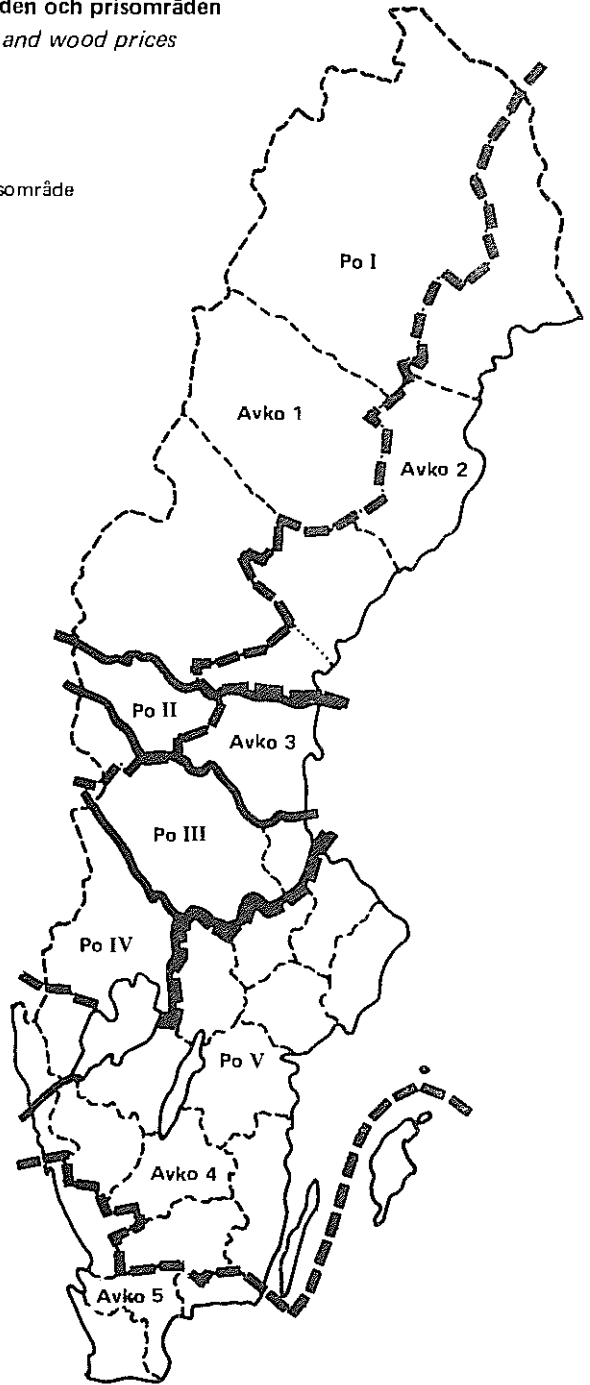 den och prisområden
and wood prices
område
Po I
Avko 1
Avko 2
Po II
Avko 3
Po III
Po IV
Po V
Avko 4
Avko 5